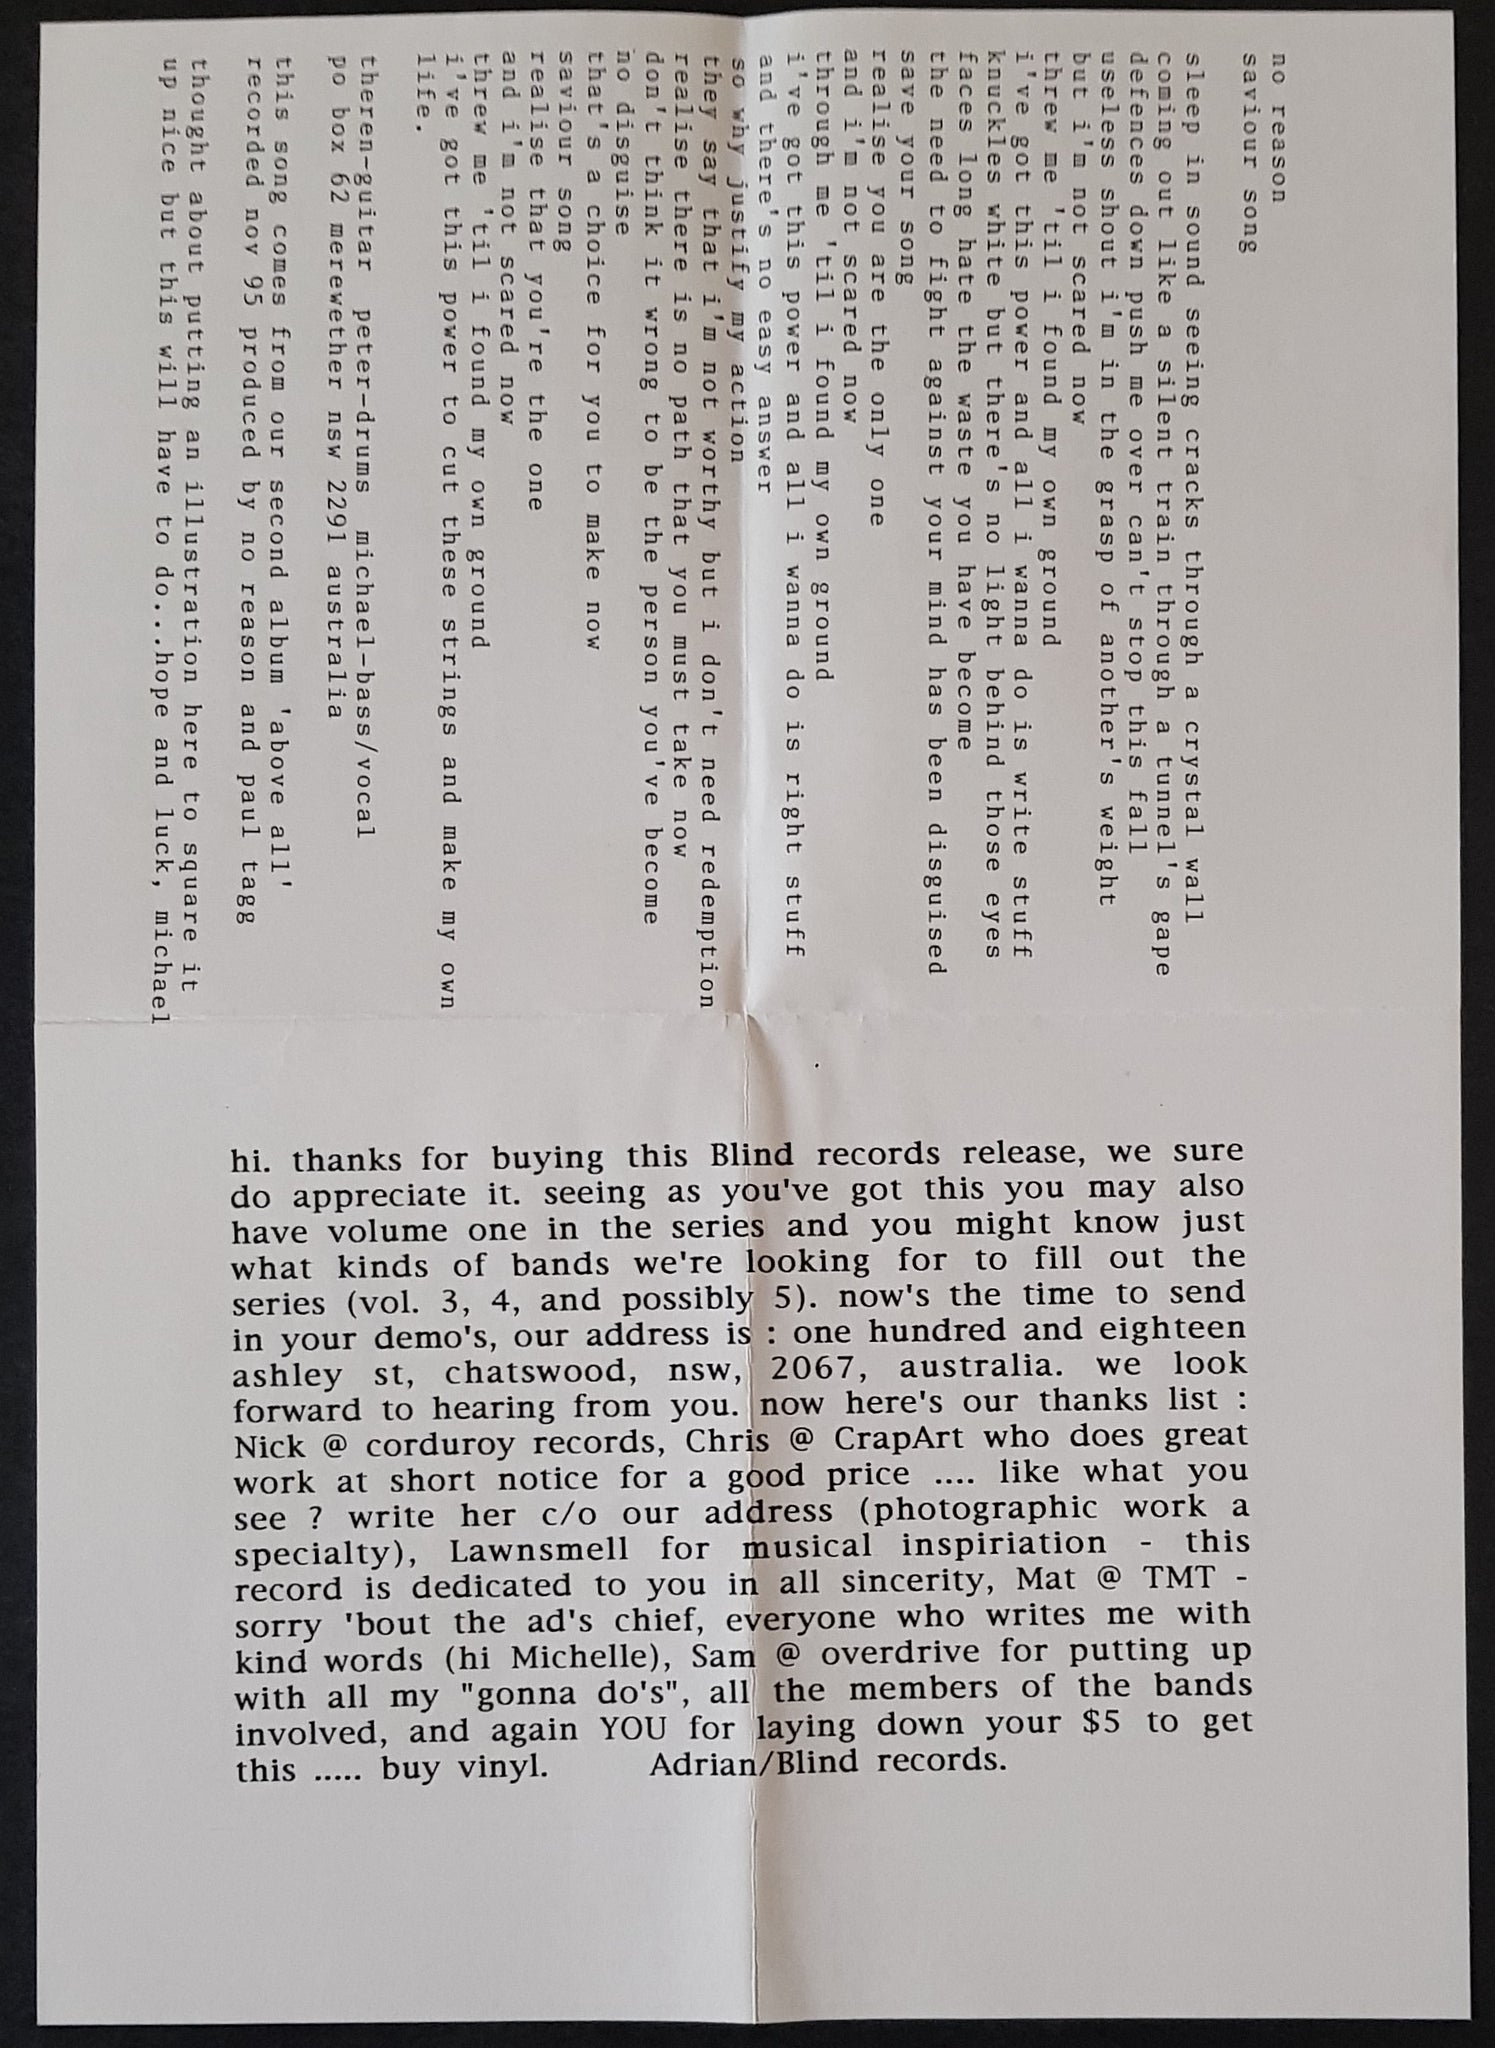 no reason
saviour song
sleep in sound seeing cracks through a crystal wall
coming out like a silent train through a tunnel's gape
defences down push me over can't stop this fall
useless shout i'm in the grasp of another's weight
but i'm not scared now
threw me 'til i found my own ground
i've got this power and all i wanna do is write stuff
knuckles white but there's no light behind those eyes
faces long hate the waste you have become
the need to fight against your mind has been disguised
save your song
realise you are the only one
and i'm not scared now
through me 'til i found my own ground
i've got this power and all i wanna do is right stuff
and there's no easy answer
so why justify my action
they say that i'm not worthy but i don't need redemption
realise there is no path that you must take now
don't think it wrong to be the person you've become
no disguise
that's a choice for you to make now
saviour song
realise that you're the one
and i'm not scared now
threw me 'til i found my own ground
i've got this power to cut these strings and make my own
life.
theren-guitar peter-drums michael-bass/vocal
po box 62 merewether nsw 2291 australia
this song comes from our second album 'above all'
recorded nov 95 produced by no reason and paul tagg
thought about putting an illustration here to square it
up nice but this will have to do...hope and luck, michael
hi. thanks for buying this Blind records release, we sure
do appreciate it. seeing as you've got this you may also
have volume one in the series and you might know just
what kinds of bands we're looking for to fill out the
series (vol. 3, 4, and possibly 5). now's the time to send
in your demo's, our address is : one hundred and eighteen
ashley st, chatswood, nsw, 2067, australia. we look
forward to hearing from you. now here's our thanks list :
Nick @ corduroy records, Chris @ CrapArt who does great
work at short notice for a good price .... like what you
see ? write her c/o our address (photographic work a
specialty), Lawnsmell for musical inspiriation - this
record is dedicated to you in all sincerity, Mat @ TMT -
sorry 'bout the ad's chief, everyone who writes me with
kind words (hi Michelle), Sam @ overdrive for putting up
with all my "gonna do's", all the members of the bands
involved, and again YOU for laying down your $5 to get
this ..... buy vinyl. Adrian/Blind records.